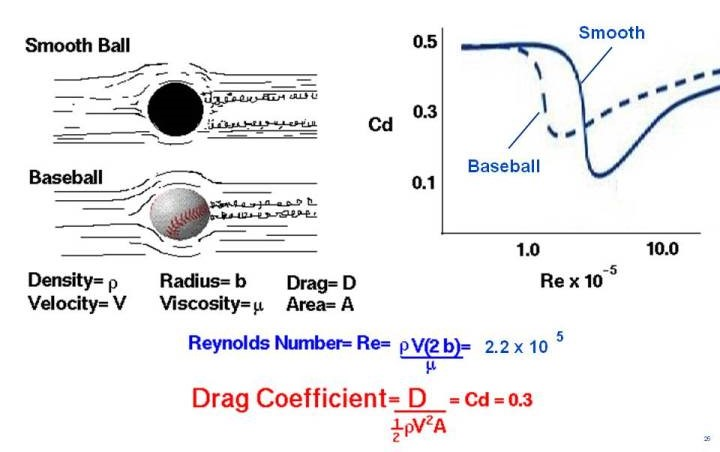 Smooth Ball
Baseball
Density= ρ Radius= b Drag= D
Velocity= V Viscosity= μ Area= A
0.5
0.3
0.1
Cd
Smooth
Baseball
1.0 10.0
Re x 10⁻⁵
Reynolds Number= Re= ρ V(2 b)= 2.2 x 10 ⁵
μ
Drag Coefficient= D = Cd = 0.3
½ρV²A